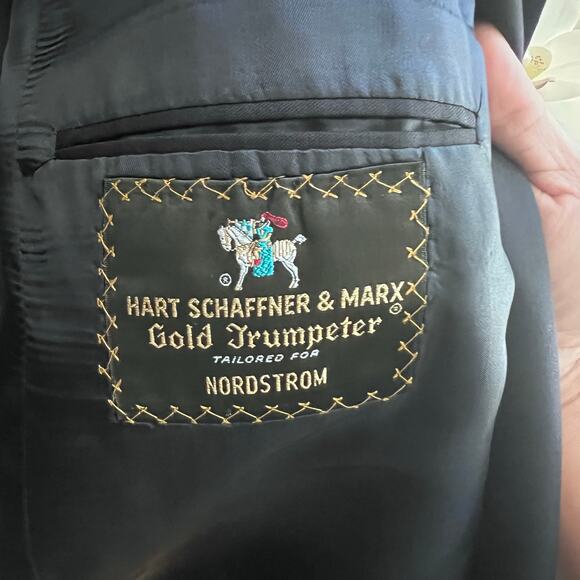 ®
HART SCHAFFNER & MARX®
Gold Trumpeter
TAILORED FOR
NORDSTROM